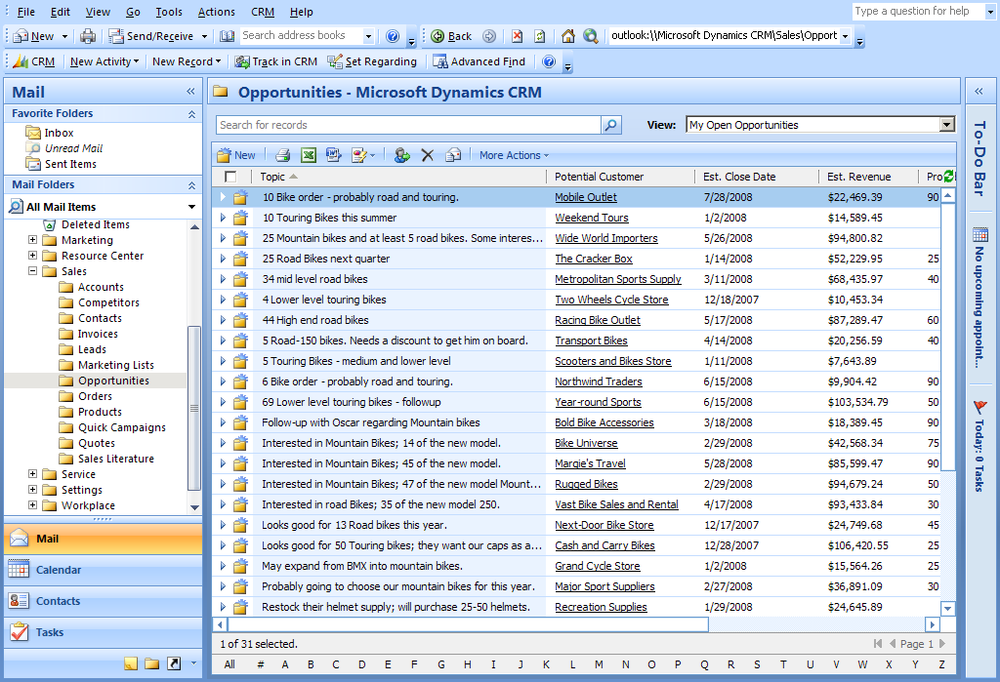 File Edit View Go Tools Actions CRM Help Type a question for help
New Send/Receive Search address books Back outlook:\\Microsoft Dynamics CRM\Sales\Opport
CRM New Activity New Record Track in CRM Set Regarding Advanced Find
Mail «
Favorite Folders
Inbox
Unread Mail
Sent Items
Mail Folders
All Mail Items
Deleted Items
Marketing
Resource Center
Sales
Accounts
Competitors
Contacts
Invoices
Leads
Marketing Lists
Opportunities
Orders
Products
Quick Campaigns
Quotes
Sales Literature
Service
Settings
Workplace
Mail
Calendar
Contacts
Tasks
Opportunities - Microsoft Dynamics CRM
Search for records View: My Open Opportunities
New More Actions
Topic Potential Customer Est. Close Date Est. Revenue Pro
10 Bike order - probably road and touring. Mobile Outlet 7/28/2008 $22,469.39 90
10 Touring Bikes this summer Weekend Tours 1/2/2008 $14,589.45
25 Mountain bikes and at least 5 road bikes. Some interes... Wide World Importers 5/26/2008 $94,800.82
25 Road Bikes next quarter The Cracker Box 1/14/2008 $52,229.95 25
34 mid level road bikes Metropolitan Sports Supply 3/11/2008 $68,435.97 40
4 Lower level touring bikes Two Wheels Cycle Store 12/18/2007 $10,453.34
44 High end road bikes Racing Bike Outlet 5/17/2008 $87,289.47 60
5 Road-150 bikes. Needs a discount to get him on board. Transport Bikes 4/14/2008 $20,256.59 40
5 Touring Bikes - medium and lower level Scooters and Bikes Store 1/11/2008 $7,643.89
6 Bike order - probably road and touring. Northwind Traders 6/15/2008 $9,904.42 90
69 Lower level touring bikes - followup Year-round Sports 6/15/2008 $103,534.79 50
Follow-up with Oscar regarding Mountain bikes Bold Bike Accessories 3/18/2008 $18,389.45 90
Interested in Mountain Bikes; 14 of the new model. Bike Universe 2/29/2008 $42,568.34 75
Interested in Mountain Bikes; 45 of the new model. Margie's Travel 5/28/2008 $85,599.47 90
Interested in Mountain Bikes; 47 of the new model Mount... Rugged Bikes 2/29/2008 $94,679.24 50
Interested in road Bikes; 35 of the new model 250. Vast Bike Sales and Rental 4/17/2008 $93,433.84 30
Looks good for 13 Road bikes this year. Next-Door Bike Store 12/17/2007 $24,749.68 45
Looks good for 50 Touring bikes; they want our caps as a... Cash and Carry Bikes 12/28/2007 $106,420.55 25
May expand from BMX into mountain bikes. Grand Cycle Store 1/2/2008 $15,564.26 25
Probably going to choose our mountain bikes for this year. Major Sport Suppliers 2/27/2008 $36,891.09 30
Restock their helmet supply; will purchase 25-50 helmets. Recreation Supplies 1/29/2008 $24,645.89
1 of 31 selected. Page 1
All # A B C D E F G H I J K L M N O P Q R S T U V W X Y Z
«
To-Do Bar
No upcoming appoint...
Today: 0 Tasks